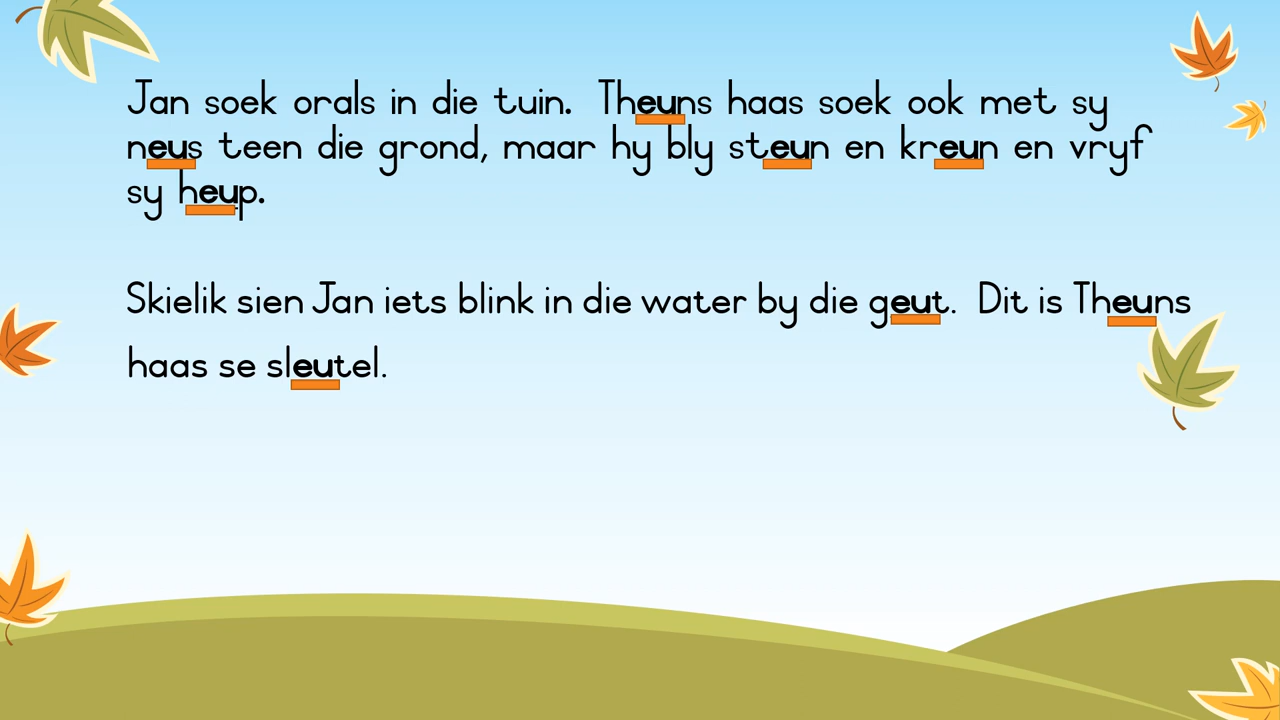 Jan soek orals in die tuin.  Theuns haas soek ook met sy
neus teen die grond, maar hy bly steun en kreun en vryf
sy heup.
Skielik sien Jan iets blink in die water by die geut.  Dit is Theuns
haas se sleutel.